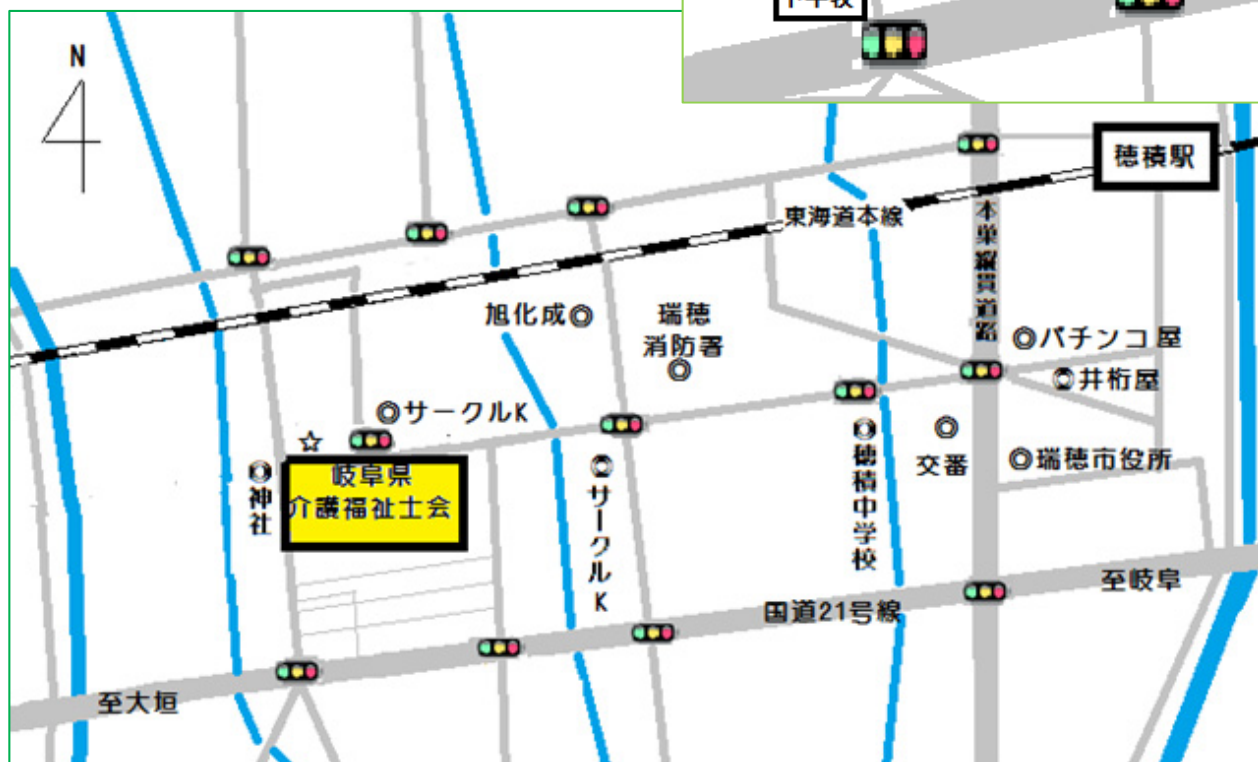 N
穂積駅
東海道本線
本巣縦貫道路
旭化成◎
瑞穂
消防署
◎
◎パチンコ屋
◎井桁屋
◎サークルK
☆
岐阜県
介護福祉士会
◎神社
◎サークルK
◎穂積中学校
◎
交番
◎瑞穂市役所
至岐阜
国道21号線
至大垣